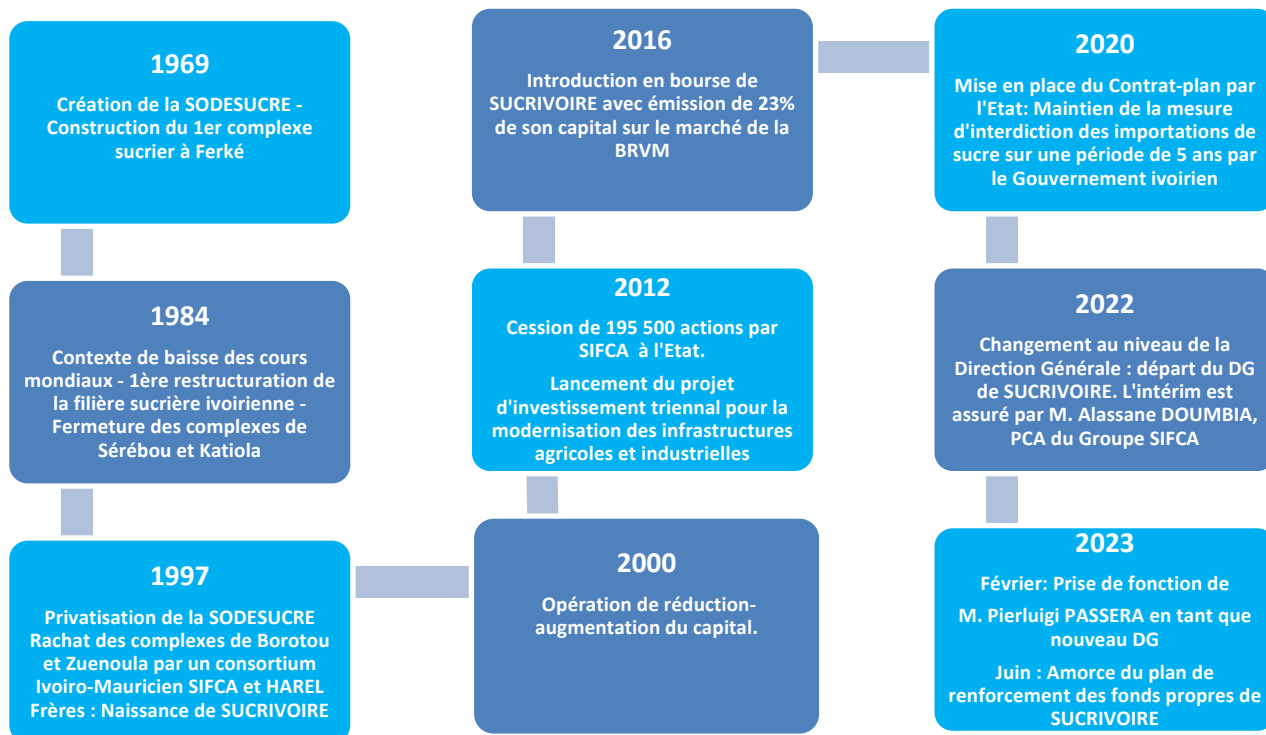 1969
Création de la SODESUCRE -
Construction du 1er complexe
sucrier à Ferké
1984
Contexte de baisse des cours
mondiaux - 1ère restructuration de
la filière sucrière ivoirienne -
Fermeture des complexes de
Sérébou et Katiola
1997
Privatisation de la SODESUCRE
Rachat des complexes de Borotou
et Zuenoula par un consortium
Ivoiro-Mauricien SIFCA et HAREL
Frères : Naissance de SUCRIVOIRE
2000
Opération de réduction-
augmentation du capital.
2012
Cession de 195 500 actions par
SIFCA à l'Etat.
Lancement du projet
d'investissement triennal pour la
modernisation des infrastructures
agricoles et industrielles
2016
Introduction en bourse de
SUCRIVOIRE avec émission de 23%
de son capital sur le marché de la
BRVM
2020
Mise en place du Contrat-plan par
l'Etat: Maintien de la mesure
d'interdiction des importations de
sucre sur une période de 5 ans par
le Gouvernement ivoirien
2022
Changement au niveau de la
Direction Générale : départ du DG
de SUCRIVOIRE. L'intérim est
assuré par M. Alassane DOUMBIA,
PCA du Groupe SIFCA
2023
Février: Prise de fonction de
M. Pierluigi PASSERA en tant que
nouveau DG
Juin : Amorce du plan de
renforcement des fonds propres de
SUCRIVOIRE